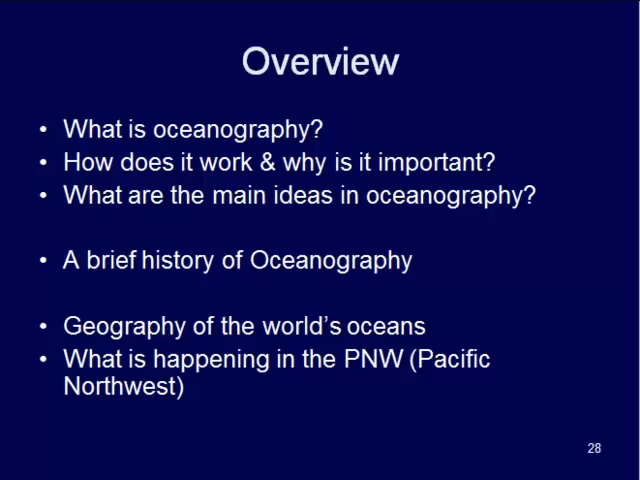 Overview
• What is oceanography?
• How does it work & why is it important?
• What are the main ideas in oceanography?
• A brief history of Oceanography
• Geography of the world’s oceans
• What is happening in the PNW (Pacific
Northwest)
28